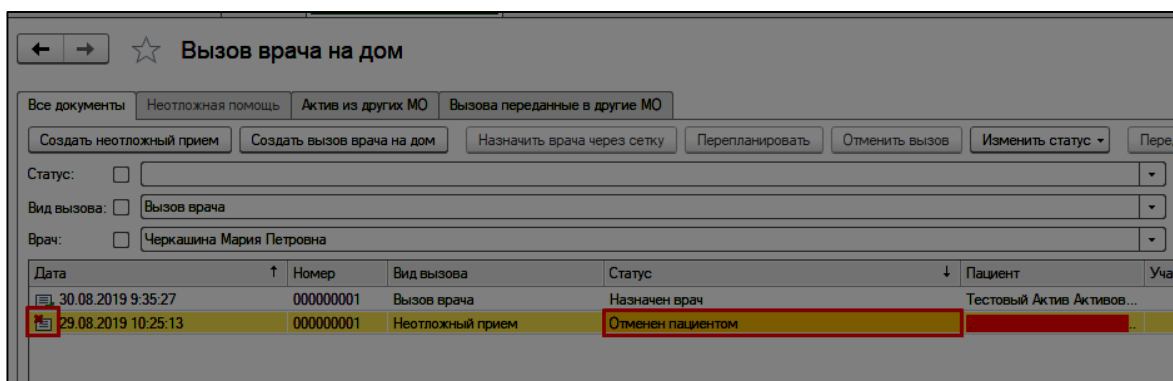 Вызов врача на дом
Все документы Неотложная помощь Актив из других МО Вызова переданные в другие МО
Создать неотложный прием Создать вызов врача на дом Назначить врача через сетку Перепланировать Отменить вызов Изменить статус Пере
Статус:
Вид вызова: Вызов врача
Врач: Черкашина Мария Петровна
Дата ↑ Номер Вид вызова Статус ↓ Пациент Уча
30.08.2019 9:35:27 000000001 Вызов врача Назначен врач Тестовый Актив Активов...
29.08.2019 10:25:13 000000001 Неотложный прием Отменен пациентом ..